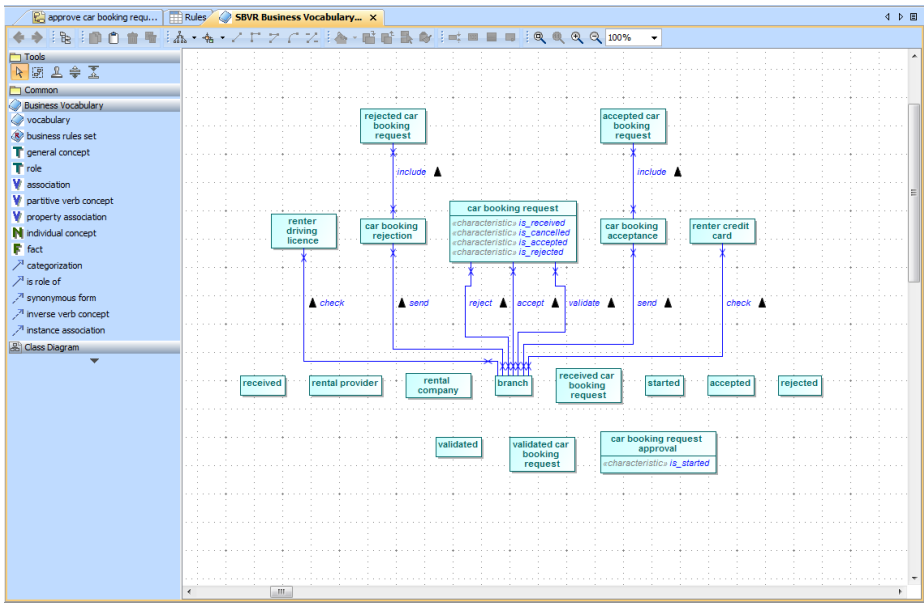 approve car booking requ...
Rules
SBVR Business Vocabulary...
100%
Tools
Common
Business Vocabulary
vocabulary
business rules set
general concept
role
association
partitive verb concept
property association
individual concept
fact
categorization
is role of
synonymous form
inverse verb concept
instance association
Class Diagram
rejected car
booking
request
accepted car
booking
request
include
include
renter
driving
licence
car booking
rejection
car booking request
«characteristic» is_received
«characteristic» is_cancelled
«characteristic» is_accepted
«characteristic» is_rejected
car booking
acceptance
renter credit
card
check
send
reject
accept
validate
send
check
received
rental provider
rental
company
branch
received car
booking
request
started
accepted
rejected
validated
validated car
booking
request
car booking request
approval
«characteristic» is_started